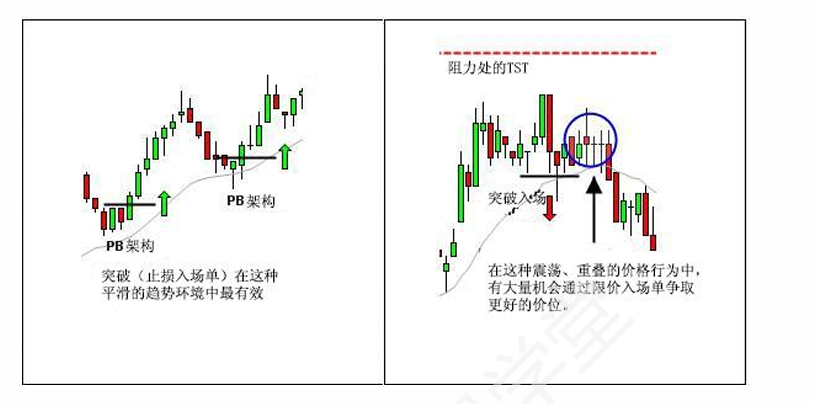 PB架构
PB架构
突破（止损入场单）在这种
平滑的趋势环境中最有效
阻力处的TST
突破入场
在这种震荡、重叠的价格行为中，
有大量机会通过限价入场单争取
更好的价位。
学堂